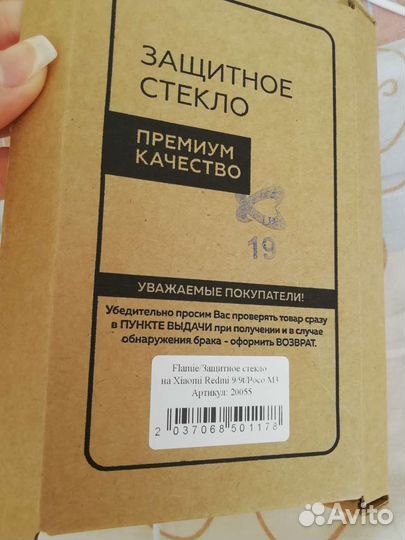 ЗАЩИТНОЕ
СТЕКЛО
ПРЕМИУМ
КАЧЕСТВО
19
УВАЖАЕМЫЕ ПОКУПАТЕЛИ!
Убедительно просим Вас проверять товар сразу
в ПУНКТЕ ВЫДАЧИ при получении и в случае
обнаружения брака - оформить ВОЗВРАТ.
Flamie/Защитное стекло
на Xiaomi Redmi 9/9t/Poco M3
Артикул: 20055
2 037068 501178
Avito